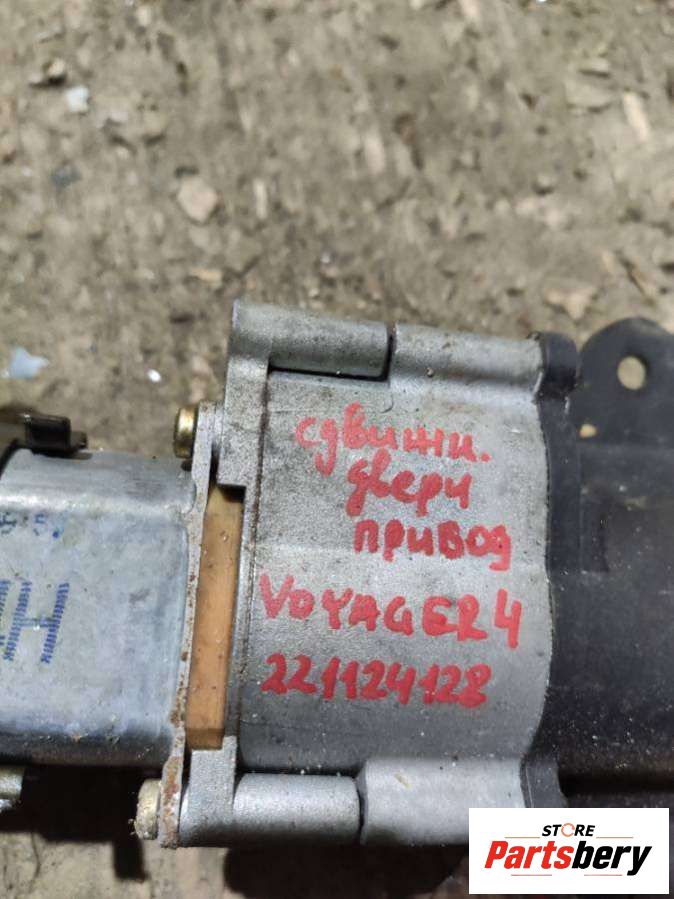 сдвижн.
двери
привод
VOYAGER 4
221124128
H
STORE
Partsbery